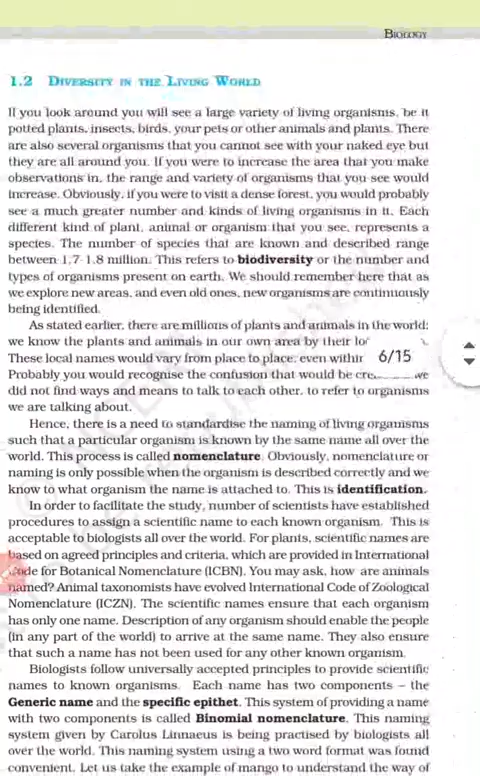 BIOLOGY
1.2 DIVERSITY IN THE LIVING WORLD
If you look around you will see a large variety of living organisms, be it
potted plants, insects, birds, your pets or other animals and plants. There
are also several organisms that you cannot see with your naked eye but
they are all around you. If you were to increase the area that you make
observations in, the range and variety of organisms that you see would
increase. Obviously, if you were to visit a dense forest, you would probably
see a much greater number and kinds of living organisms in it. Each
different kind of plant, animal or organism that you see, represents a
species. The number of species that are known and described range
between 1.7-1.8 million. This refers to biodiversity or the number and
types of organisms present on earth. We should remember here that as
we explore new areas, and even old ones, new organisms are continuously
being identified.
As stated earlier, there are millions of plants and animals in the world;
we know the plants and animals in our own area by their
These local names would vary from place to place, even 6/15
Probably you would recognise the confusion that would be we
did not find ways and means to talk to each other, to refer to organisms
we are talking about.
Hence, there is a need to standardise the naming of living organisms
such that a particular organism is known by the same name all over the
world. This process is called nomenclature. Obviously, nomenclature or
naming is only possible when the organism is described correctly and we
know to what organism the name is attached to. This is identification.
In order to facilitate the study, number of scientists have established
procedures to assign a scientific name to each known organism. This is
acceptable to biologists all over the world. For plants, scientific names are
based on agreed principles and criteria, which are provided in International
Code for Botanical Nomenclature (ICBN). You may ask, how are animals
named? Animal taxonomists have evolved International Code of Zoological
Nomenclature (ICZN). The scientific names ensure that each organism
has only one name. Description of any organism should enable the people
(in any part of the world) to arrive at the same name. They also ensure
that such a name has not been used for any other known organism.
Biologists follow universally accepted principles to provide scientific
names to known organisms. Each name has two components – the
Generic name and the specific epithet. This system of providing a name
with two components is called Binomial nomenclature. This naming
system given by Carolus Linnaeus is being practised by biologists all
over the world. This naming system using a two word format was found
convenient. Let us take the example of mango to understand the way of